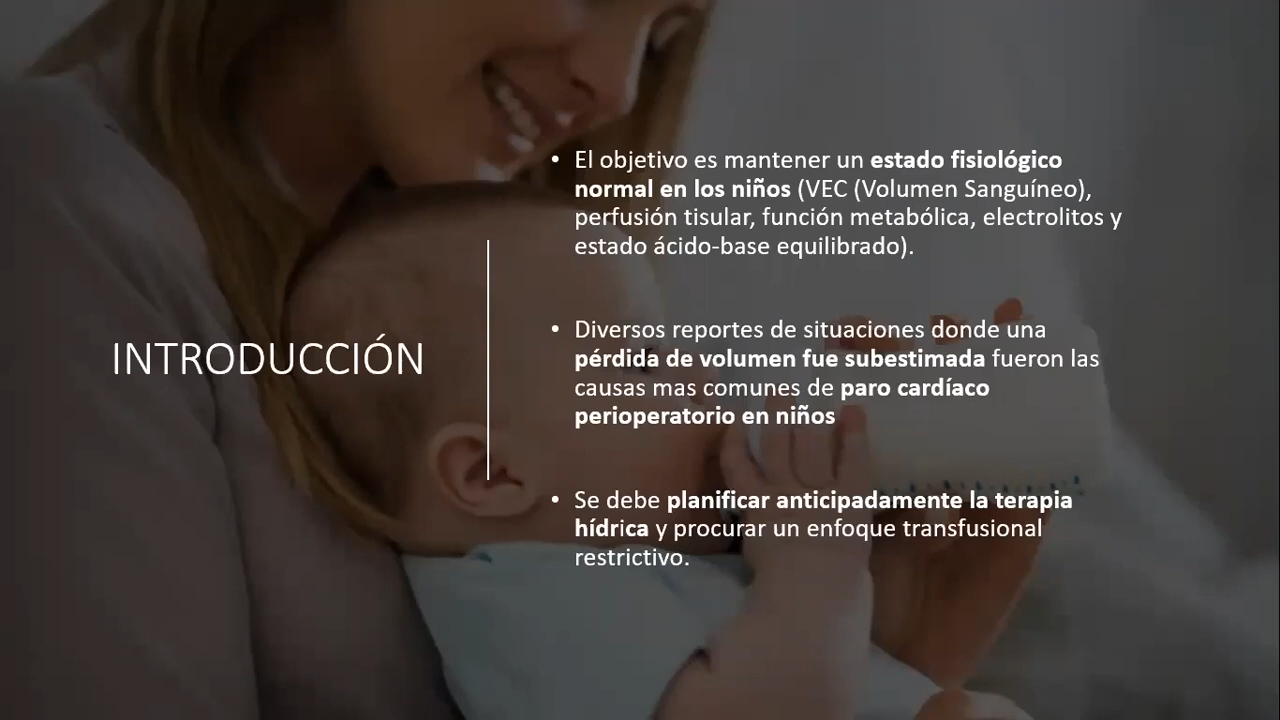 INTRODUCCIÓN
• El objetivo es mantener un estado fisiológico
normal en los niños (VEC (Volumen Sanguíneo),
perfusión tisular, función metabólica, electrolitos y
estado ácido-base equilibrado).
• Diversos reportes de situaciones donde una
pérdida de volumen fue subestimada fueron las
causas mas comunes de paro cardíaco
perioperatorio en niños
• Se debe planificar anticipadamente la terapia
hídrica y procurar un enfoque transfusional
restrictivo.